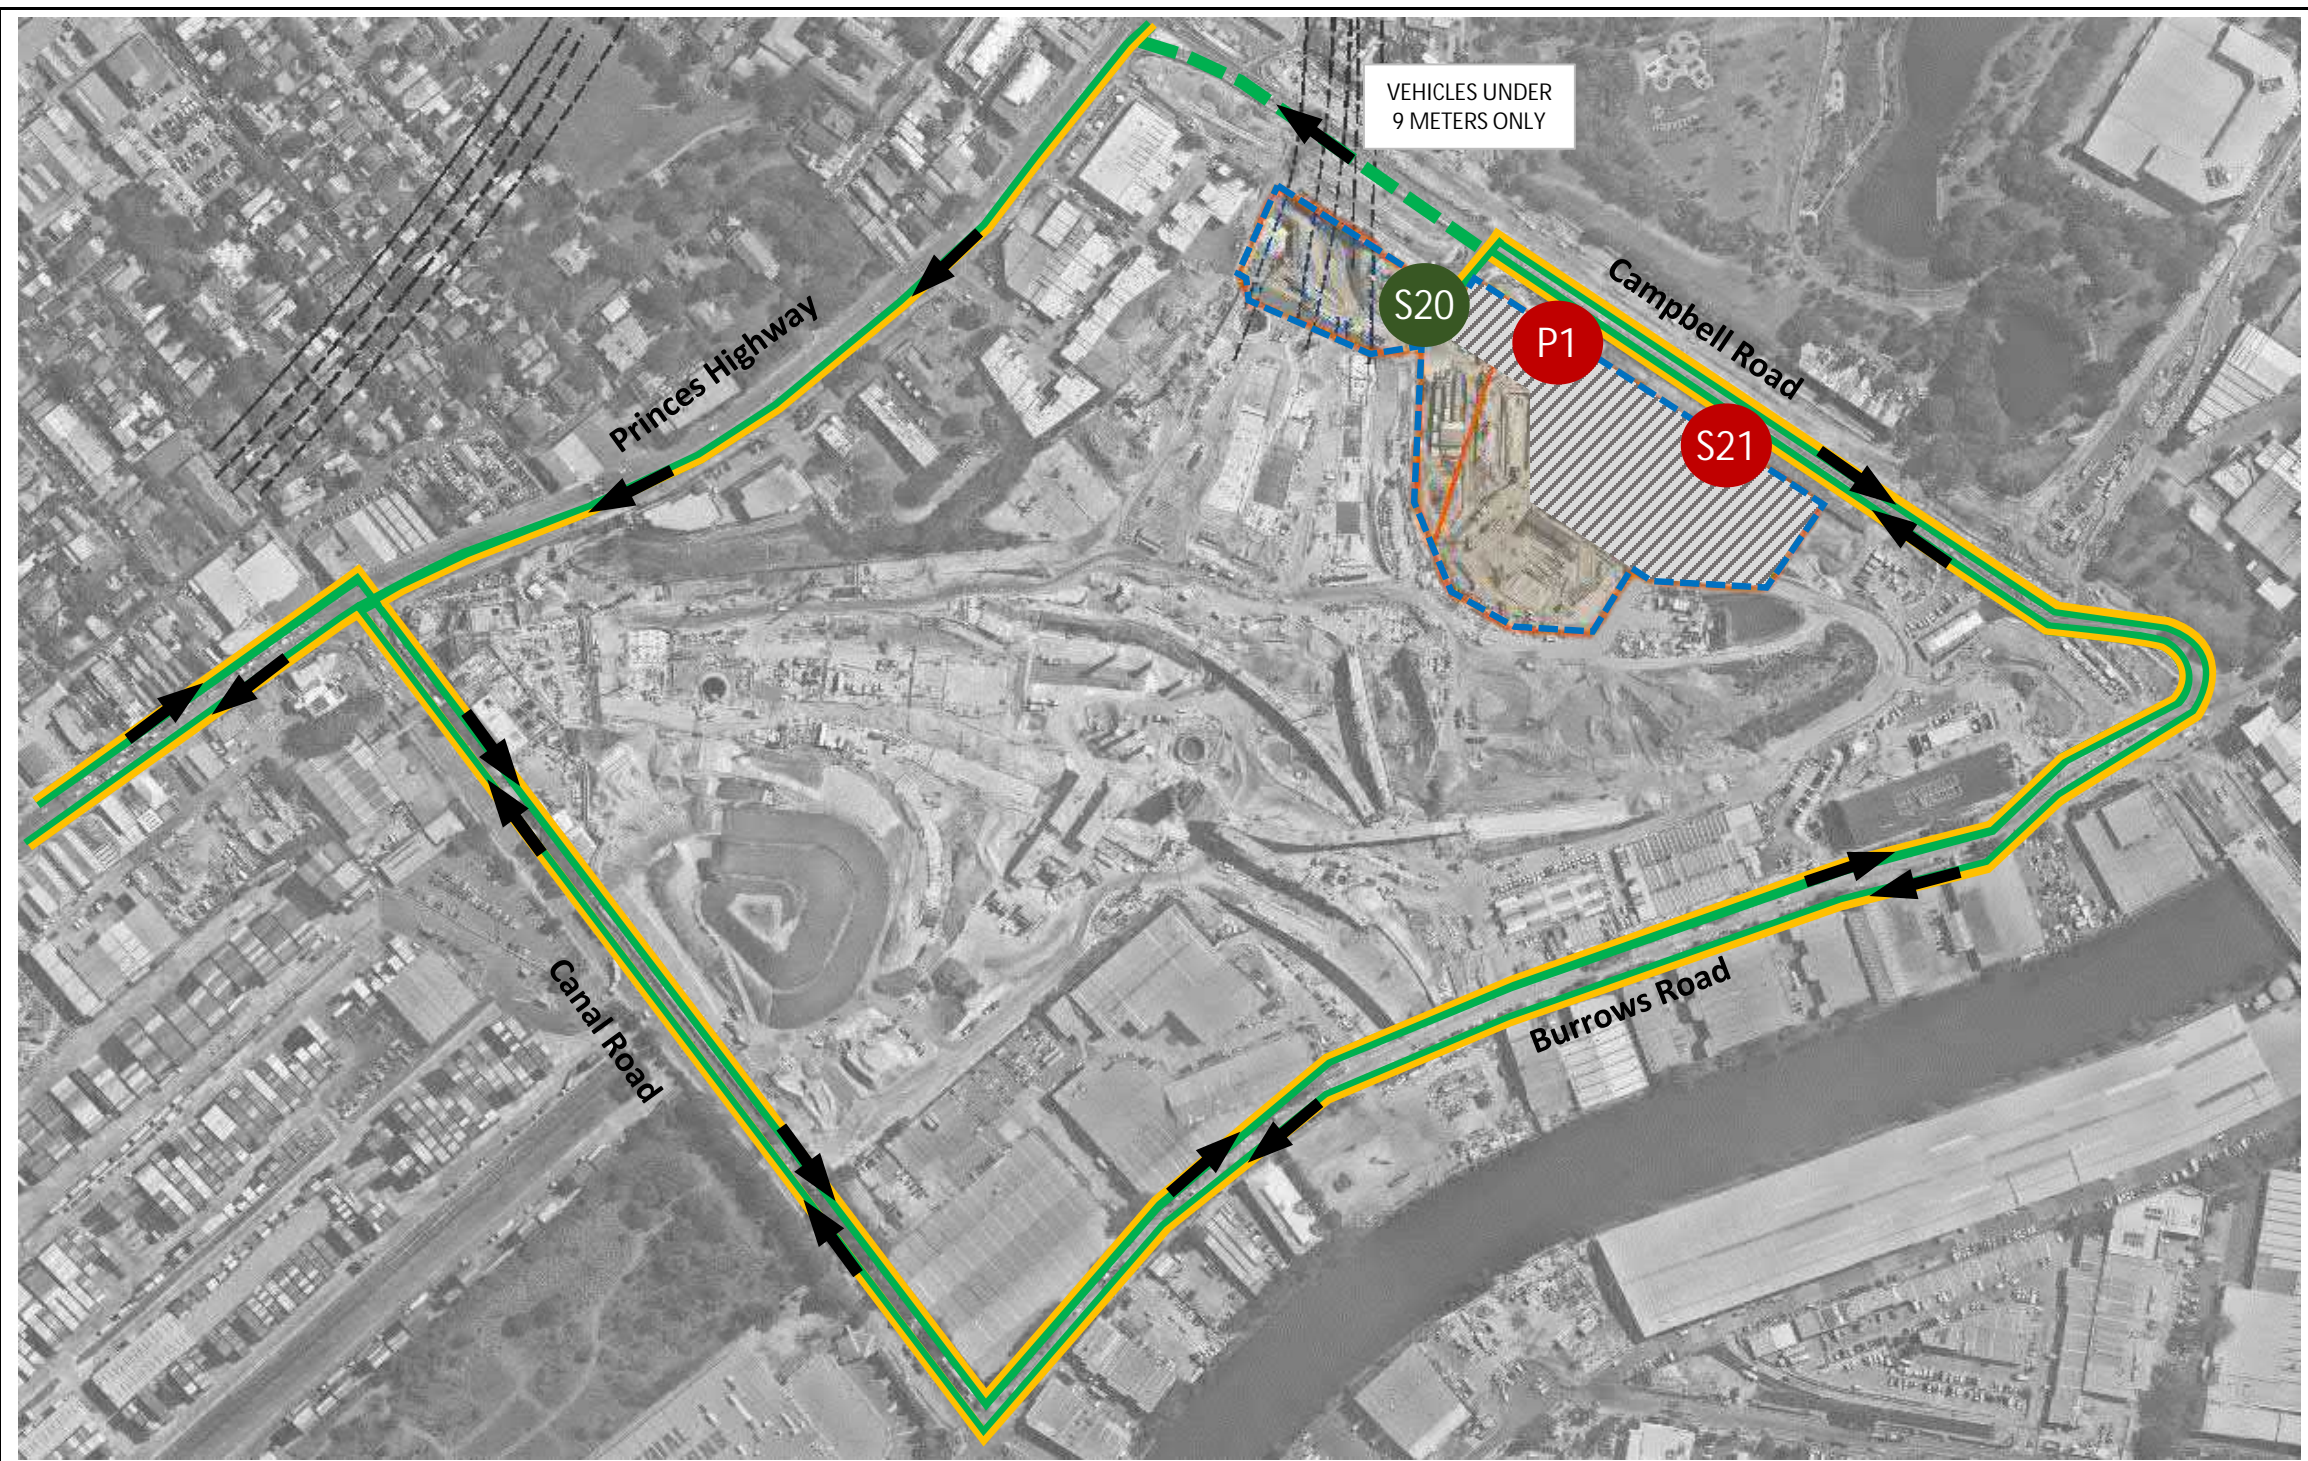 VEHICLES UNDER
9 METERS ONLY
Campbell Road
S20
P1
Princes Highway
S21
Canal Road
Burrows Road